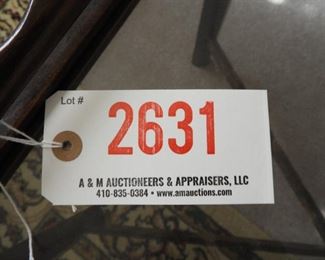 Lot #
2631
A & M AUCTIONEERS & APPRAISERS, LLC
410-835-0384 • www.amauctions.com